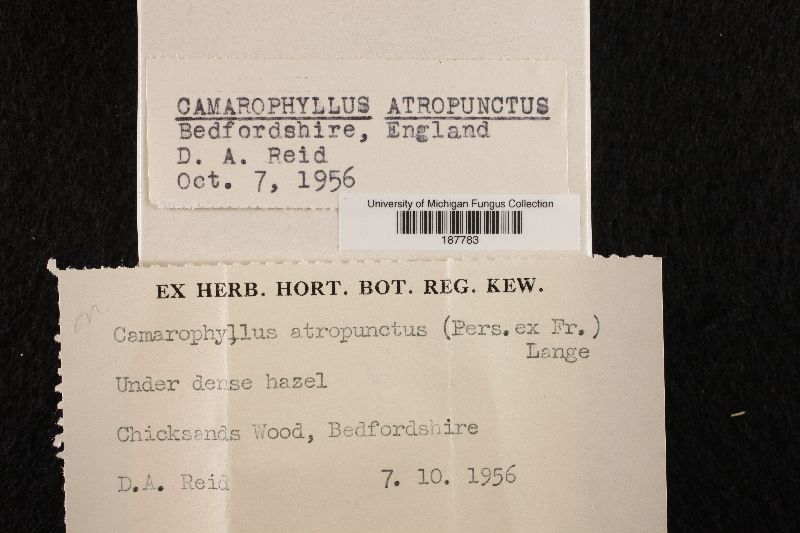 CAMAROPHYLLUS ATROPUNCTUS
Bedfordshire, England
D. A. Reid
Oct. 7, 1956
University of Michigan Fungus Collection
187783
EX HERB. HORT. BOT. REG. KEW.
Camarophyllus atropunctus (Pers. ex Fr.)
Lange
Under dense hazel
Chicksands Wood, Bedfordshire
D.A. Reid 7. 10. 1956